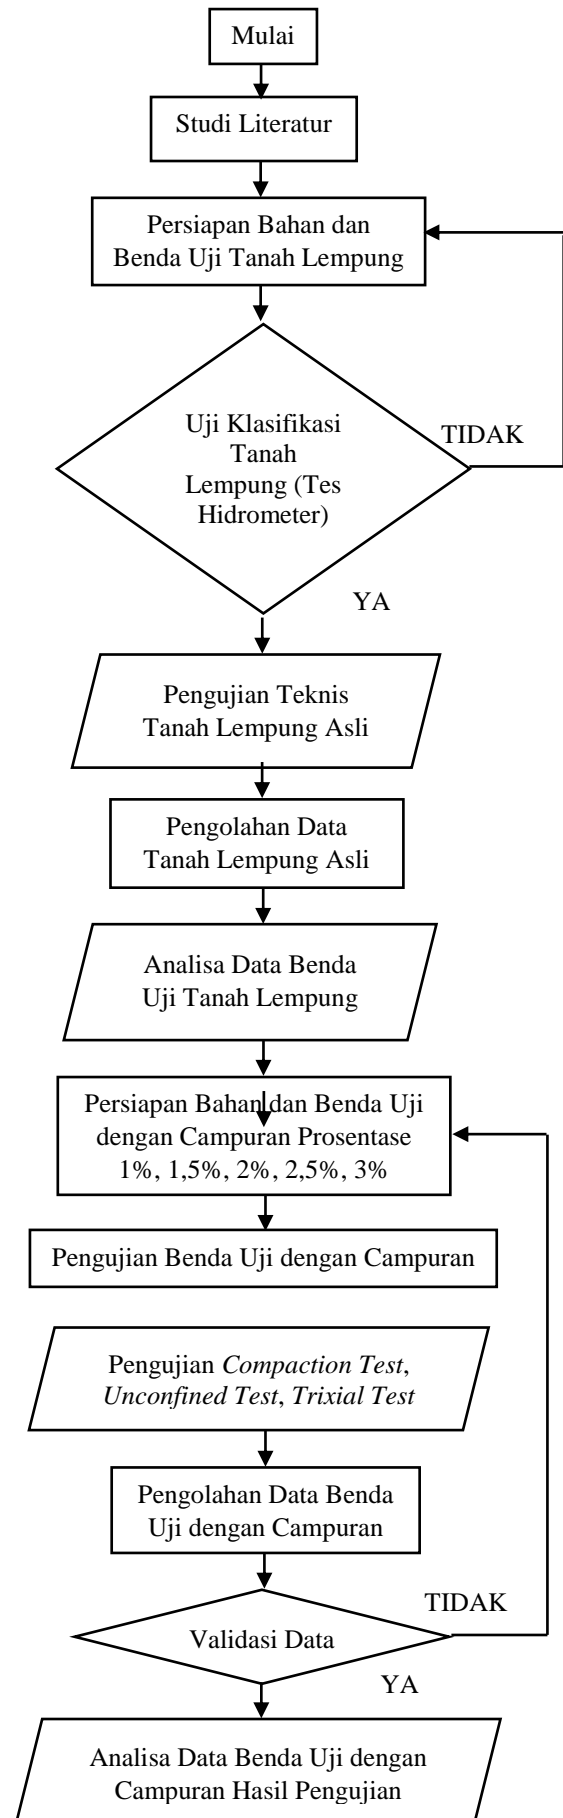 Mulai
Studi Literatur
Persiapan Bahan dan
Benda Uji Tanah Lempung
Uji Klasifikasi
Tanah
Lempung (Tes
Hidrometer)
TIDAK
YA
Pengujian Teknis
Tanah Lempung Asli
Pengolahan Data
Tanah Lempung Asli
Analisa Data Benda
Uji Tanah Lempung
Persiapan Bahan dan Benda Uji
dengan Campuran Prosentase
1%, 1,5%, 2%, 2,5%, 3%
Pengujian Benda Uji dengan Campuran
Pengujian Compaction Test,
Unconfined Test, Trixial Test
Pengolahan Data Benda
Uji dengan Campuran
TIDAK
Validasi Data
YA
Analisa Data Benda Uji dengan
Campuran Hasil Pengujian